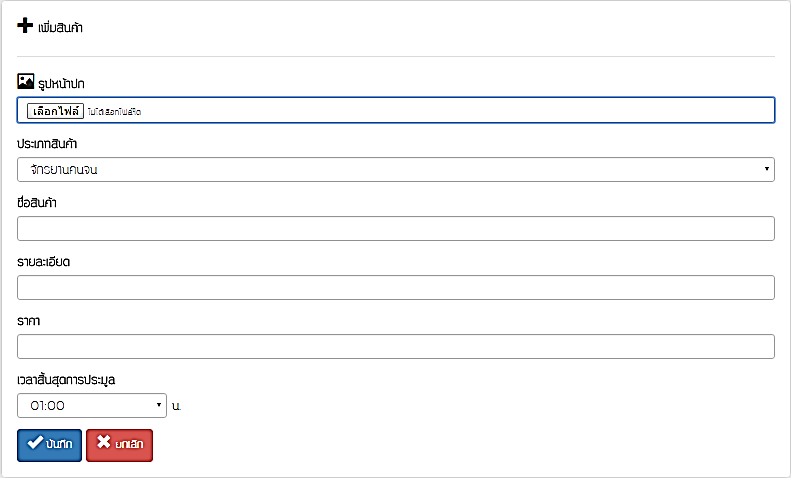 เพิ่มสินค้า
รูปหน้าปก
เลือกไฟล์ ไม่ได้เลือกไฟล์ใด
ประเภทสินค้า
จักรยานคนจน
ชื่อสินค้า
รายละเอียด
ราคา
เวลาสิ้นสุดการประมูล
01:00 น.
บันทึก ยกเลิก